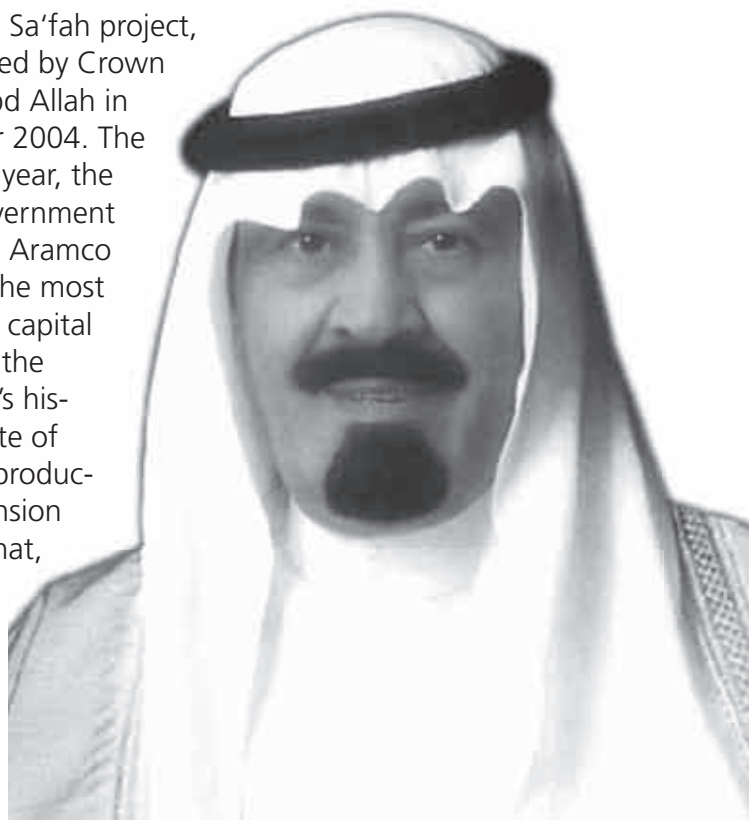 Sa‘fah project,
ed by Crown
od Allah in
r 2004. The
year, the
vernment
Aramco
he most
capital
the
’s his-
te of
produc-
nsion
hat,